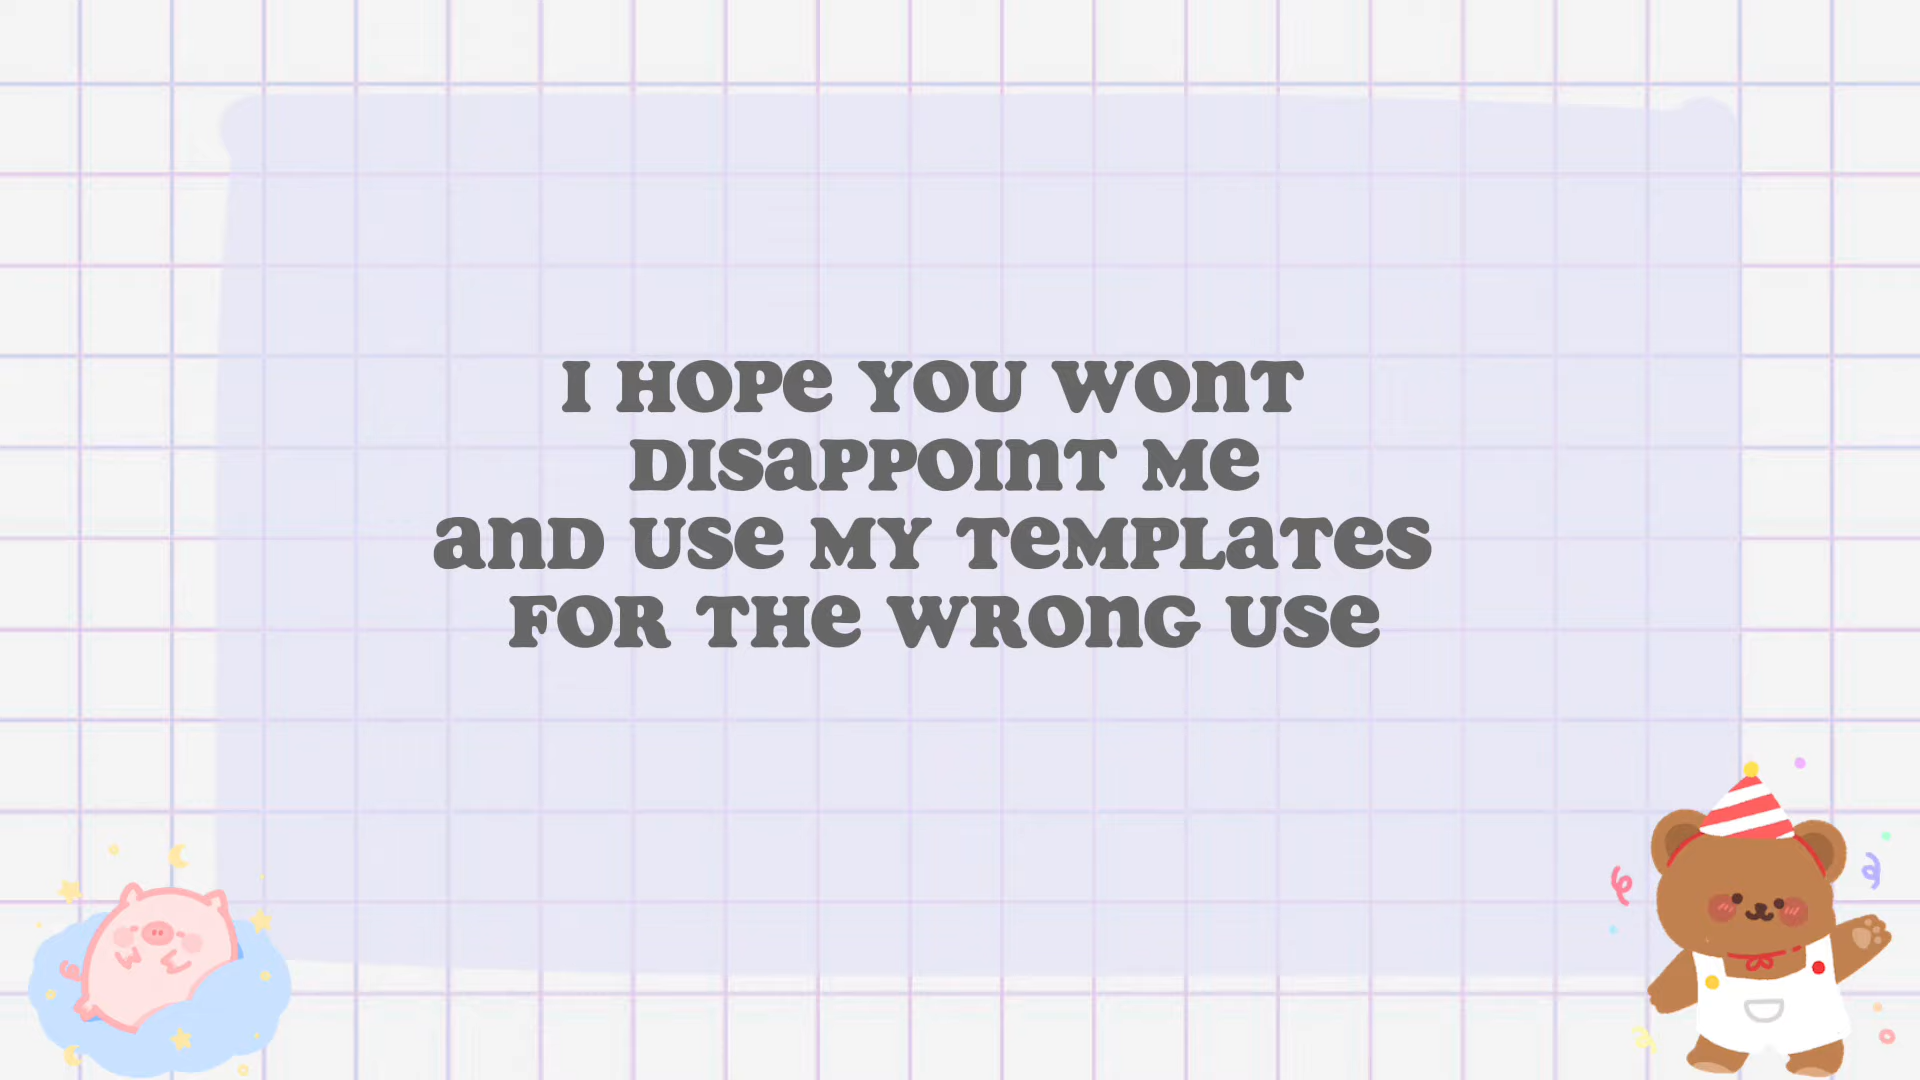 I HOPE YOU WONT
DISAPPOINT ME
AND USE MY TEMPLATES
FOR THE WRONG USE